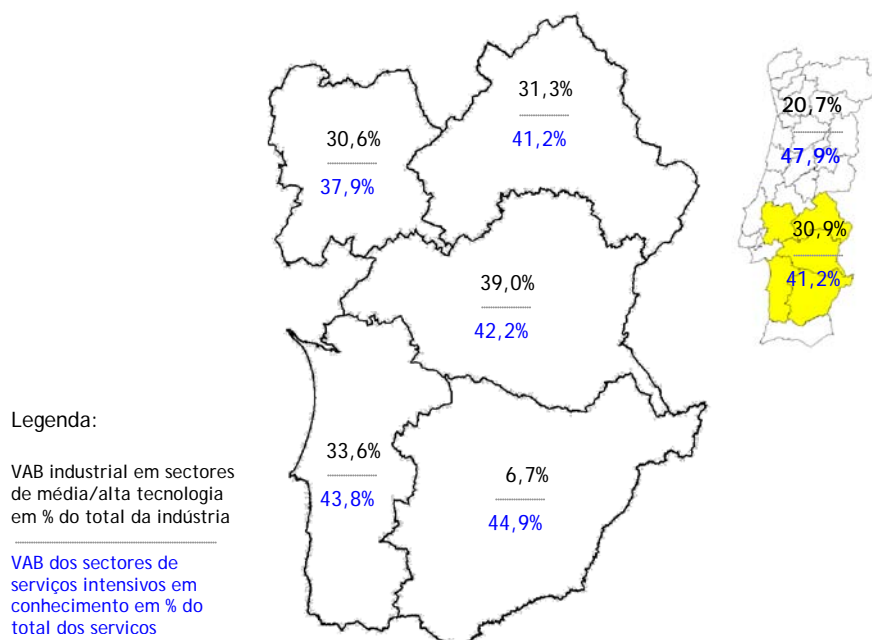 31,3%
41,2%
30,6%
37,9%
20,7%
47,9%
30,9%
41,2%
39,0%
42,2%
33,6%
43,8%
6,7%
44,9%
Legenda:
VAB industrial em sectores
de média/alta tecnologia
em % do total da indústria
VAB dos sectores de
serviços intensivos em
conhecimento em % do
total dos serviços